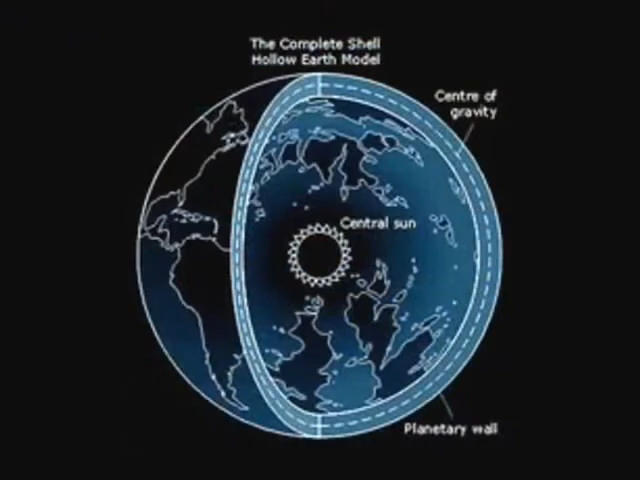 The Complete Shell
Hollow Earth Model
Centre of
gravity
Central sun
Planetary wall